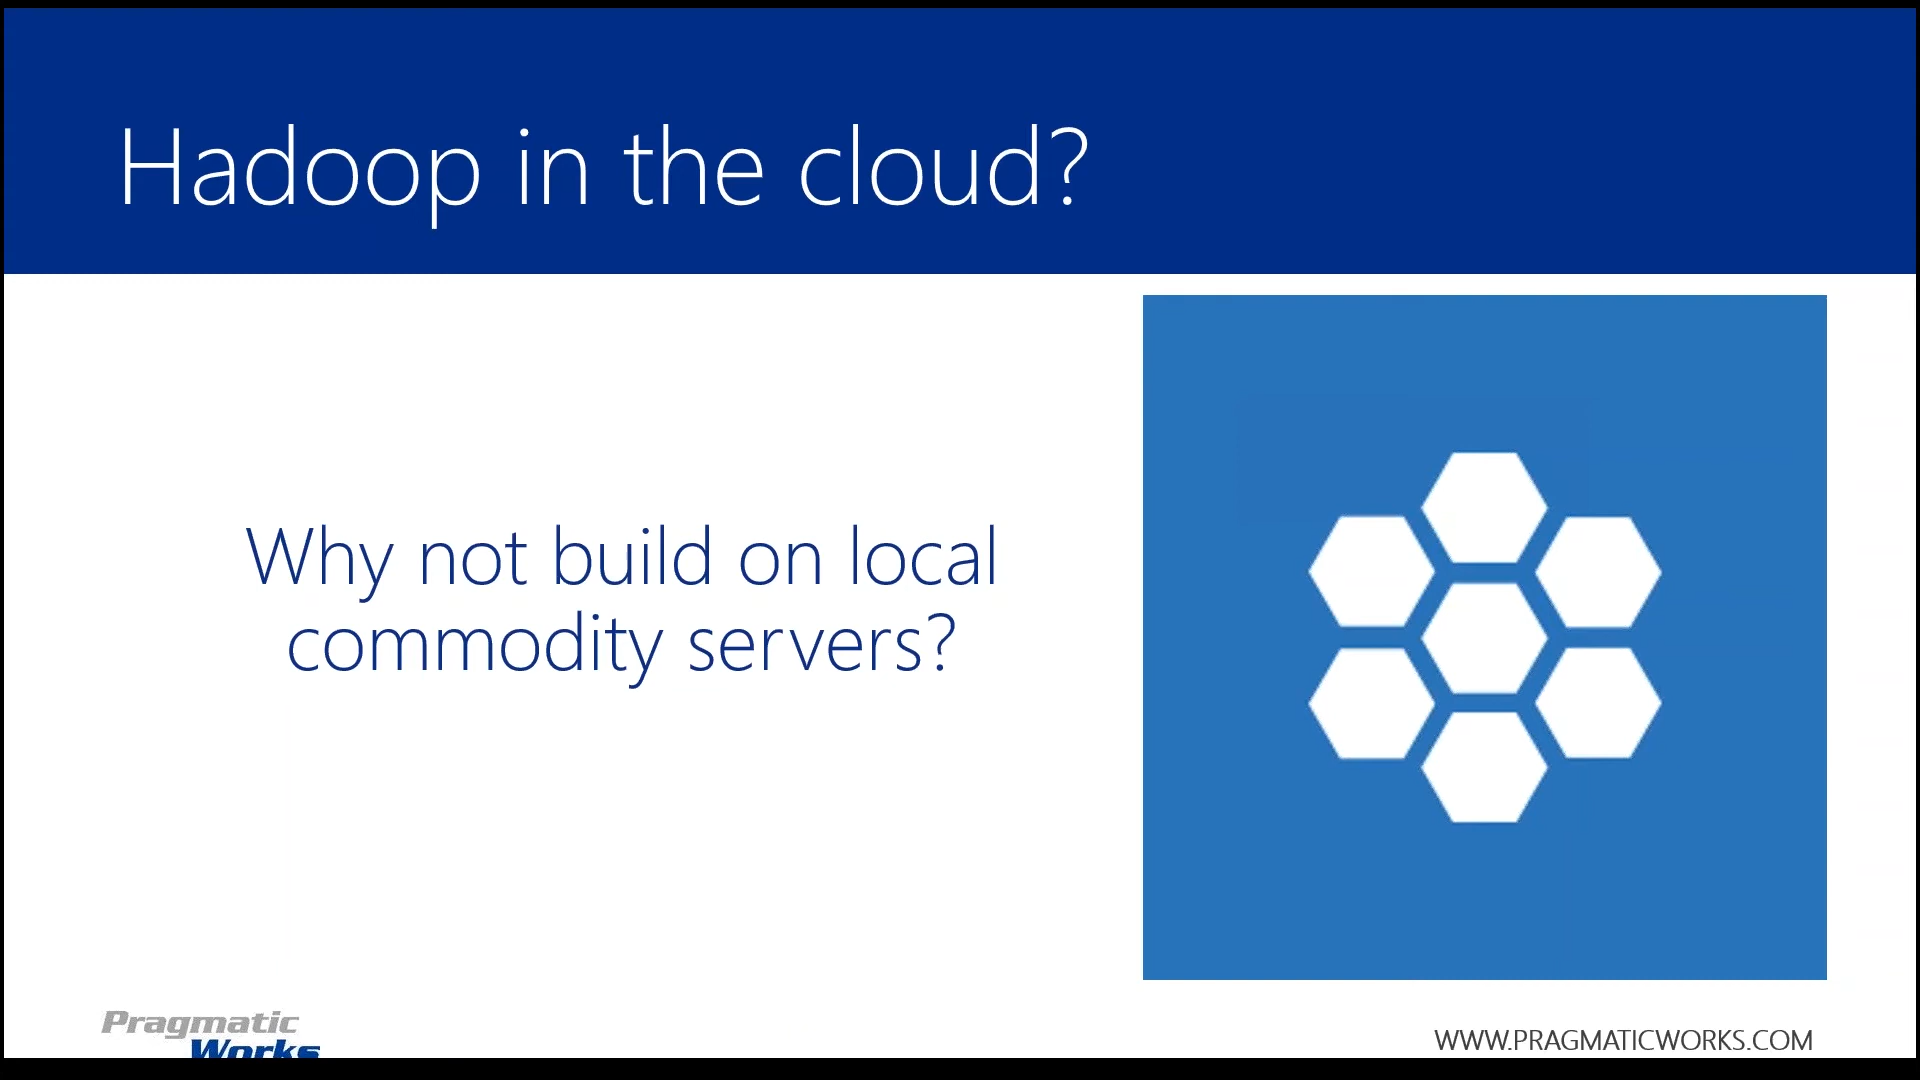 Hadoop in the cloud?
Why not build on local
commodity servers?
Pragmatic
Works
WWW.PRAGMATICWORKS.COM